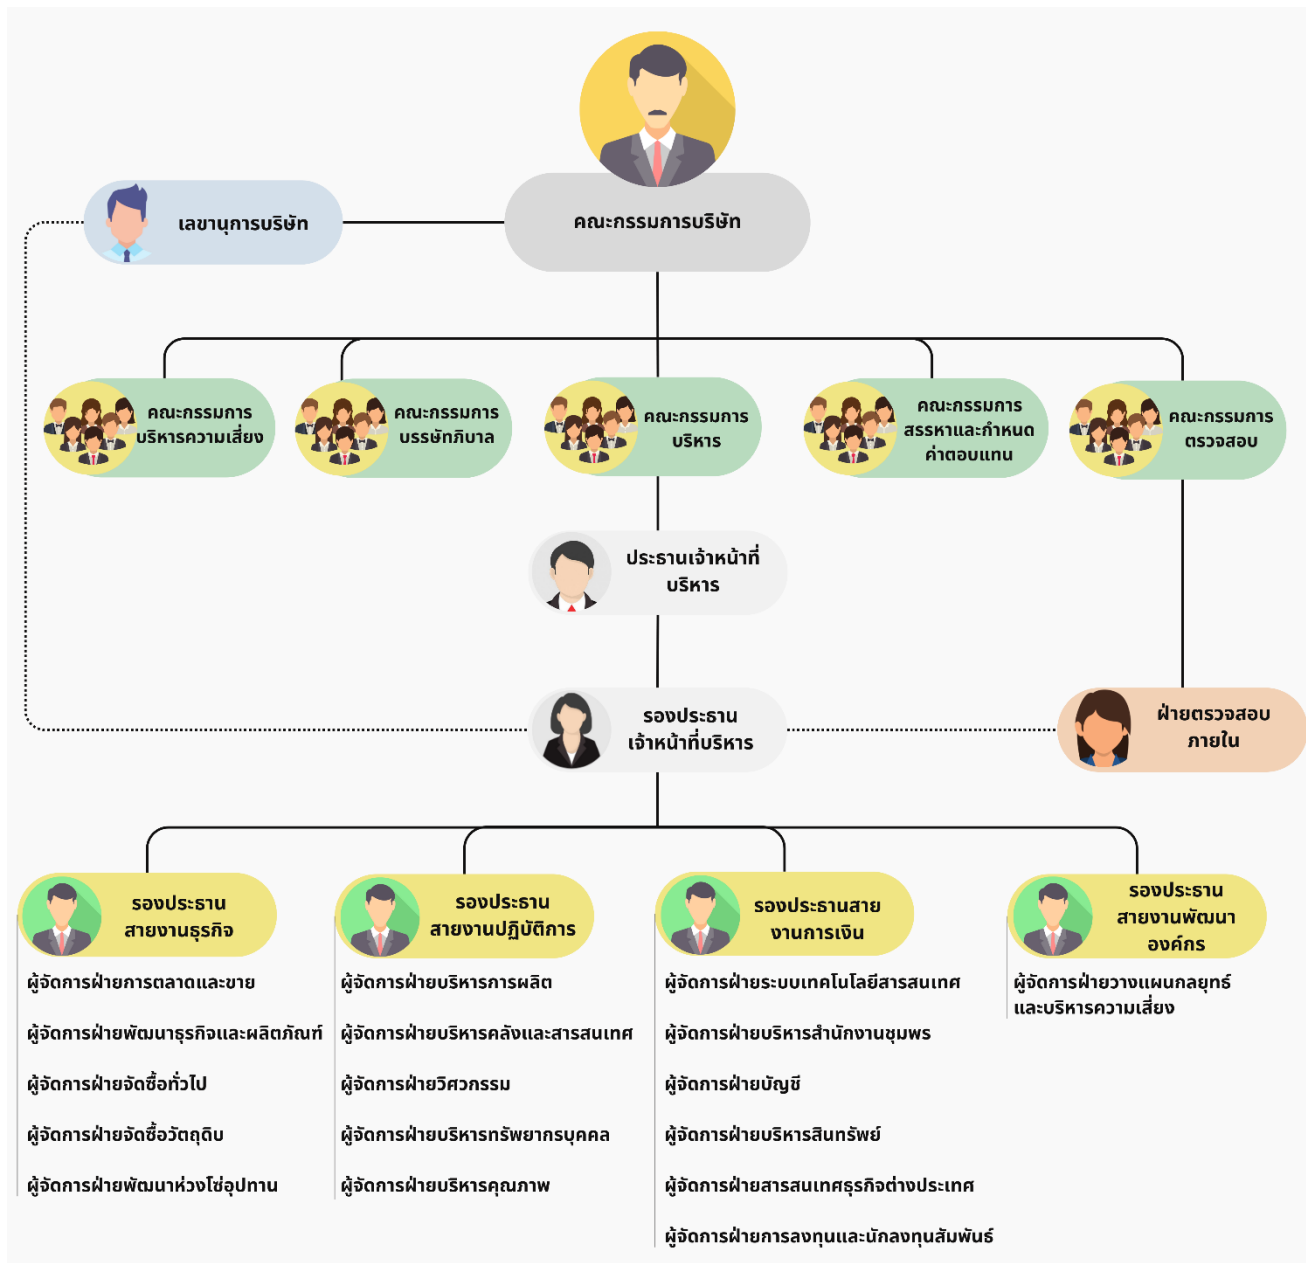 คณะกรรมการบริษัท
เลขานุการบริษัท
คณะกรรมการ
บริหารความเสี่ยง
คณะกรรมการ
บรรษัทภิบาล
คณะกรรมการ
บริหาร
คณะกรรมการ
สรรหาและกำหนด
ค่าตอบแทน
คณะกรรมการ
ตรวจสอบ
ประธานเจ้าหน้าที่
บริหาร
รองประธาน
เจ้าหน้าที่บริหาร
ฝ่ายตรวจสอบ
ภายใน
รองประธาน
สายงานธุรกิจ
ผู้จัดการฝ่ายการตลาดและขาย
ผู้จัดการฝ่ายพัฒนาธุรกิจและผลิตภัณฑ์
ผู้จัดการฝ่ายจัดซื้อทั่วไป
ผู้จัดการฝ่ายจัดซื้อวัตถุดิบ
ผู้จัดการฝ่ายพัฒนาห่วงโซ่อุปทาน
รองประธาน
สายงานปฏิบัติการ
ผู้จัดการฝ่ายบริหารการผลิต
ผู้จัดการฝ่ายบริหารคลังและสารสนเทศ
ผู้จัดการฝ่ายวิศวกรรม
ผู้จัดการฝ่ายบริหารทรัพยากรบุคคล
ผู้จัดการฝ่ายบริหารคุณภาพ
รองประธานสาย
งานการเงิน
ผู้จัดการฝ่ายระบบเทคโนโลยีสารสนเทศ
ผู้จัดการฝ่ายบริหารสำนักงานชุมพร
ผู้จัดการฝ่ายบัญชี
ผู้จัดการฝ่ายบริหารสินทรัพย์
ผู้จัดการฝ่ายสารสนเทศธุรกิจต่างประเทศ
ผู้จัดการฝ่ายการลงทุนและนักลงทุนสัมพันธ์
รองประธาน
สายงานพัฒนา
องค์กร
ผู้จัดการฝ่ายวางแผนกลยุทธ์
และบริหารความเสี่ยง